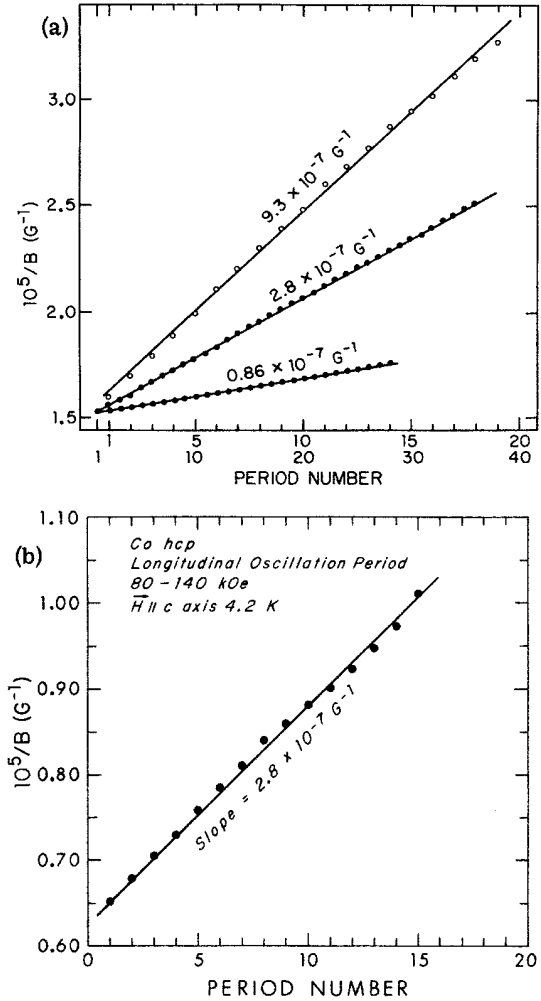 (a)
10⁵/B (G⁻¹)
3.0
2.5
2.0
1.5
9.3 × 10⁻⁷ G⁻¹
2.8 × 10⁻⁷ G⁻¹
0.86 × 10⁻⁷ G⁻¹
1 5 10 15 20
1 10 20 30 40
PERIOD NUMBER
(b)
10⁵/B (G⁻¹)
1.10
1.00
0.90
0.80
0.70
0.60
Co hcp
Longitudinal Oscillation Period
80-140 kOe
H⃗ ∥ c axis 4.2 K
Slope = 2.8 x 10⁻⁷ G⁻¹
0 5 10 15 20
PERIOD NUMBER